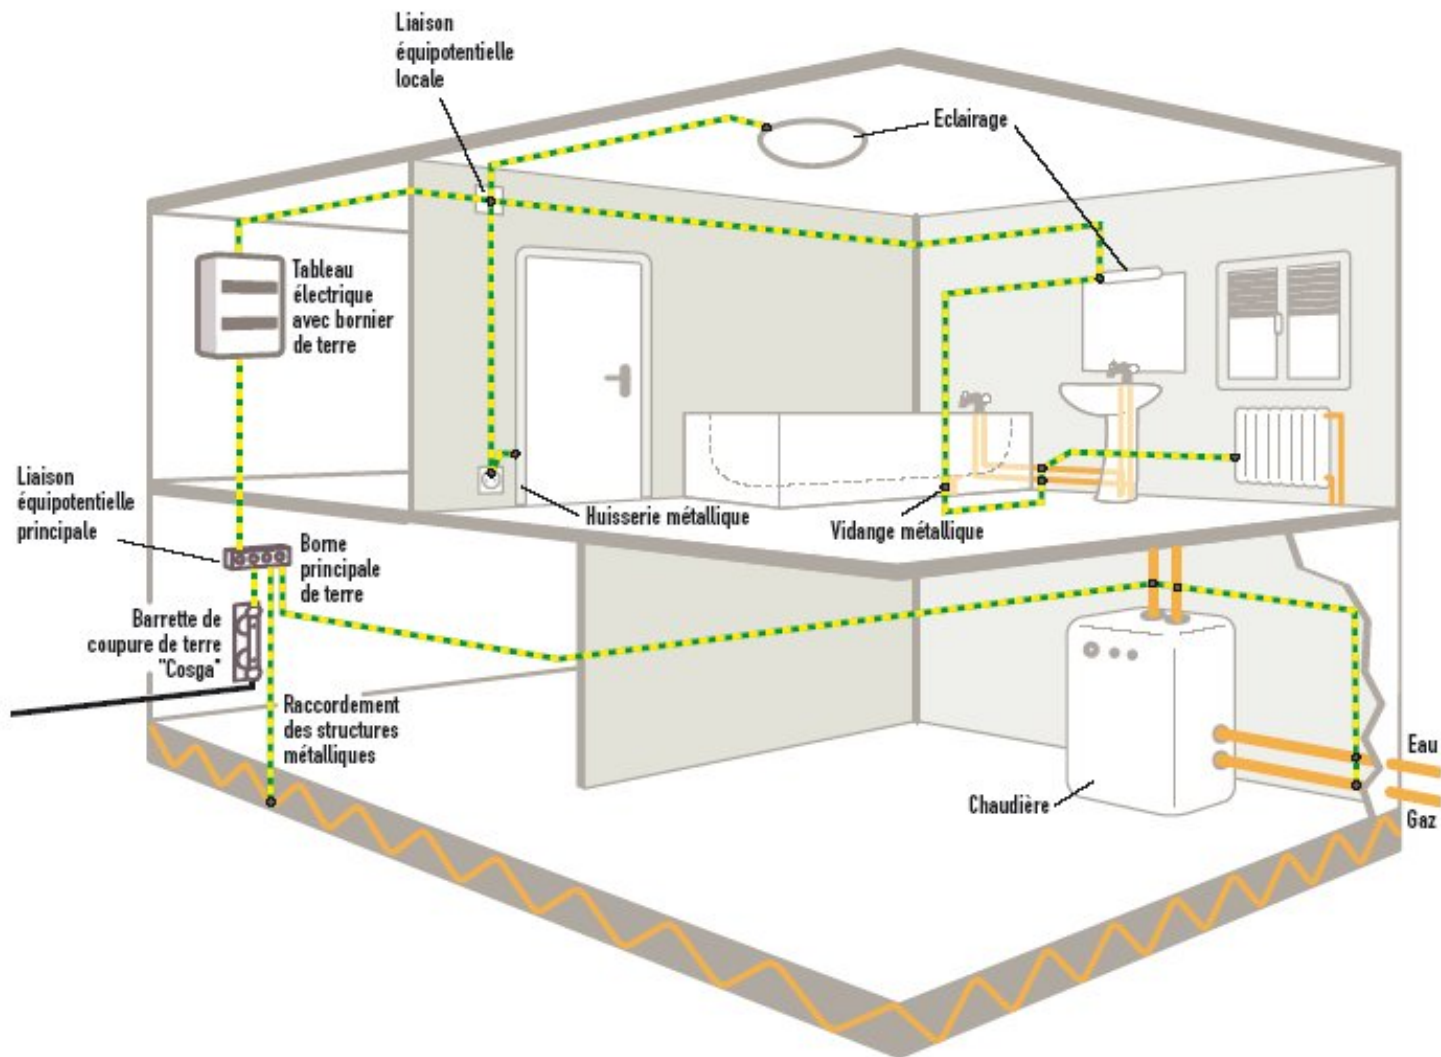 Liaison
équipotentielle
locale
Eclairage
Tableau
électrique
avec bornier
de terre
Liaison
équipotentielle
principale
Huisserie métallique
Vidange métallique
Borne
principale
de terre
Barrette de
coupure de terre
"Cosga"
Raccordement
des structures
métalliques
Chaudière
Eau
Gaz